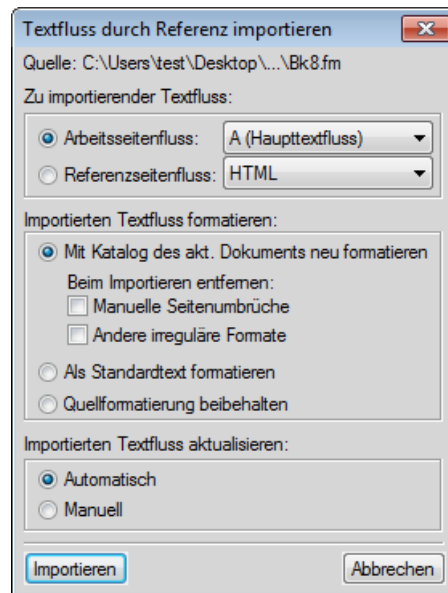 Textfluss durch Referenz importieren
Quelle: C:\Users\test\Desktop\...\Bk8.fm
Zu importierender Textfluss:
Arbeitsseitenfluss: A (Haupttextfluss)
Referenzseitenfluss: HTML
Importierten Textfluss formatieren:
Mit Katalog des akt. Dokuments neu formatieren
Beim Importieren entfernen:
Manuelle Seitenumbrüche
Andere irreguläre Formate
Als Standardtext formatieren
Quellformatierung beibehalten
Importierten Textfluss aktualisieren:
Automatisch
Manuell
Importieren Abbrechen